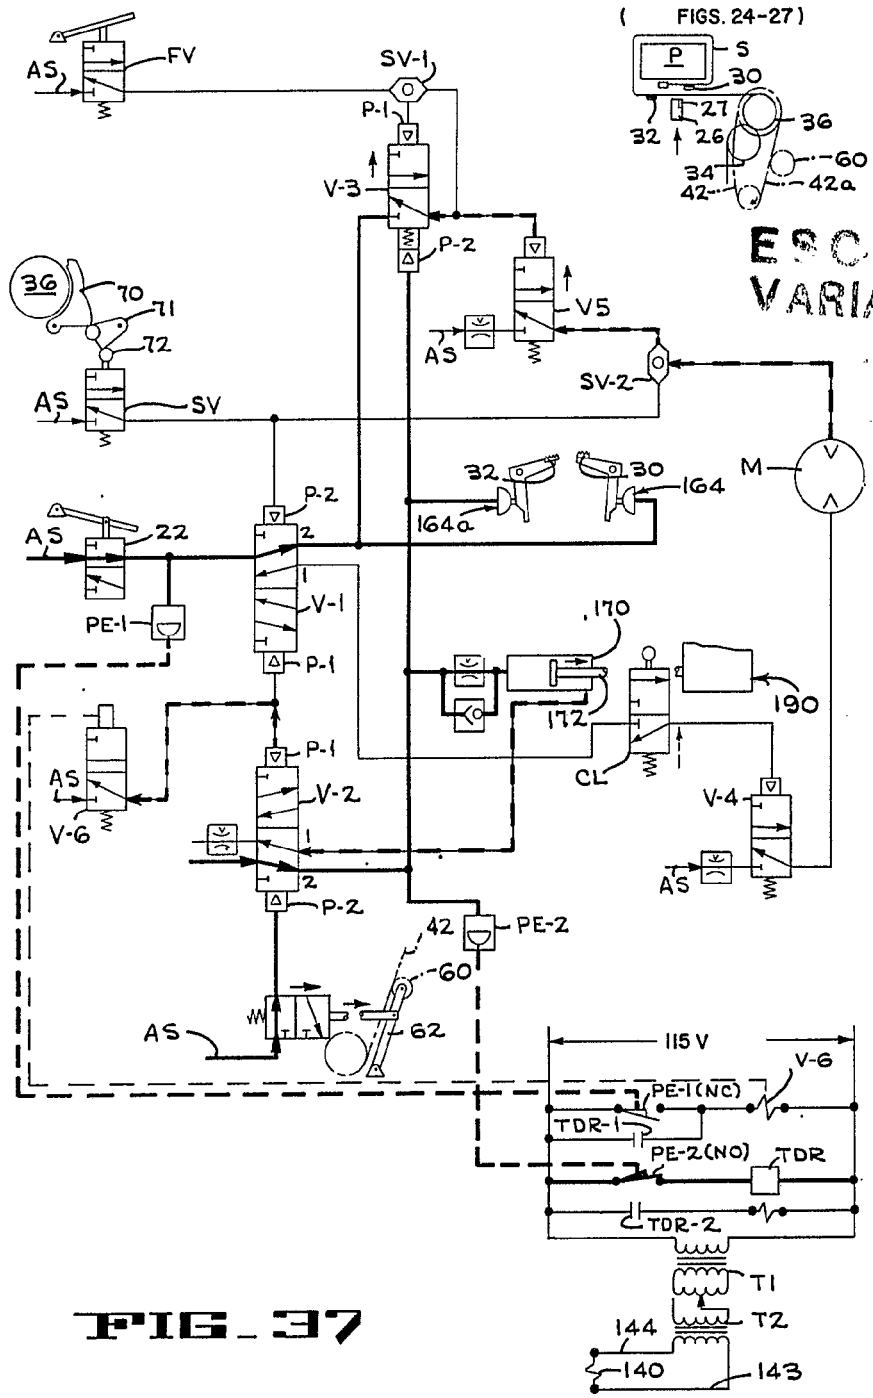 ( FIGS. 24-27 )
FV
AS
SV-1
P-1
V-3
P-2
P
S
30
27
26
32
36
34
60
42
42a
ESC
VARIA
36
70
71
72
AS
SV
V5
AS
SV-2
M
32
30
164
164a
P-2
AS
22
2
1
V-1
PE-1
P-1
170
172
190
CL
P-1
V-2
AS
V-6
1
2
V-4
AS
P-2
PE-2
42
60
62
AS
115 V
V-6
PE-1(NC)
TDR-1
PE-2(NO)
TDR
TDR-2
T1
T2
144
140
143
FIG_37